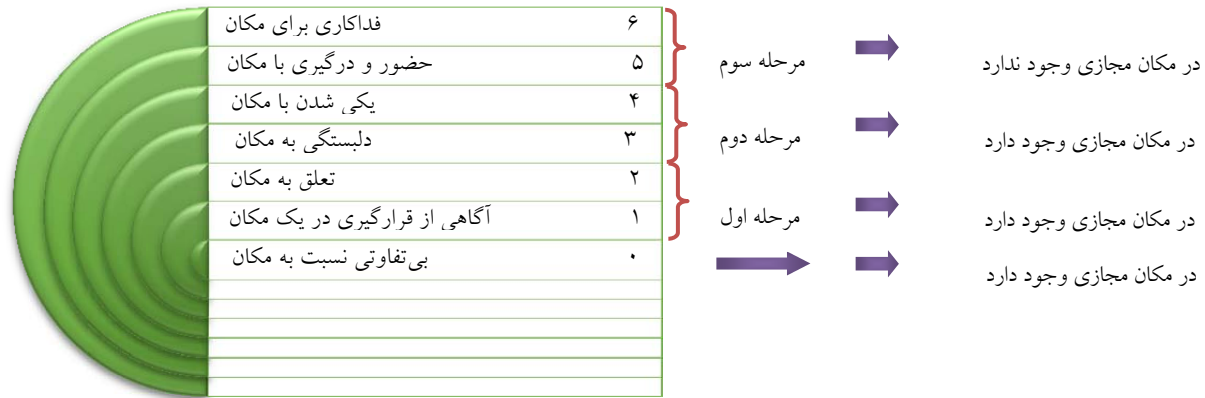 فداکاری برای مکان ۶
حضور و درگیری با مکان ۵
مرحله سوم
در مکان مجازی وجود ندارد
یکی شدن با مکان ۴
دلبستگی به مکان ۳
مرحله دوم
در مکان مجازی وجود دارد
تعلق به مکان ۲
آگاهی از قرارگیری در یک مکان ۱
مرحله اول
در مکان مجازی وجود دارد
بی‌تفاوتی نسبت به مکان ۰
در مکان مجازی وجود دارد